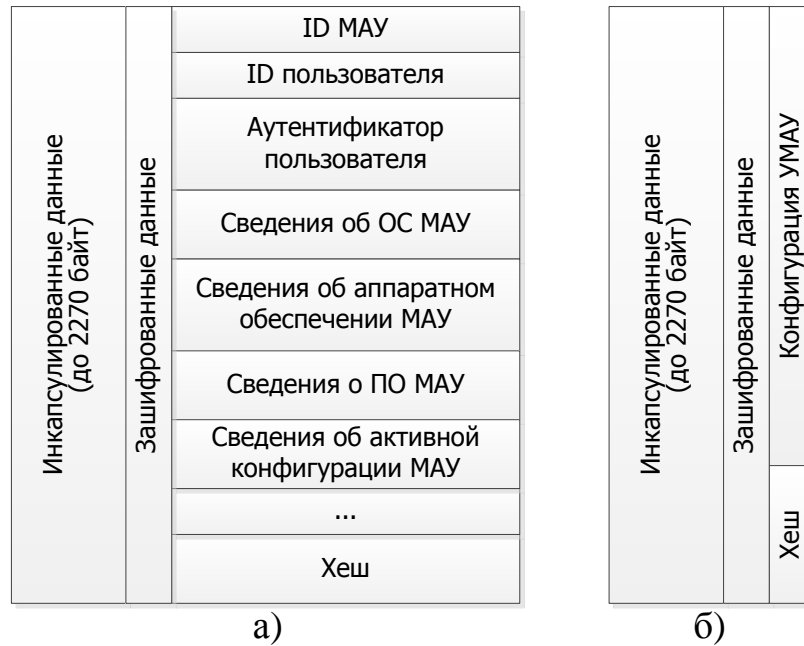 Инкапсулированные данные
(до 2270 байт)
Зашифрованные данные
ID МАУ
ID пользователя
Аутентификатор
пользователя
Сведения об ОС МАУ
Сведения об аппаратном
обеспечении МАУ
Сведения о ПО МАУ
Сведения об активной
конфигурации МАУ
...
Хеш
а)
Инкапсулированные данные
(до 2270 байт)
Зашифрованные данные
Конфигурация УМАУ
Хеш
б)